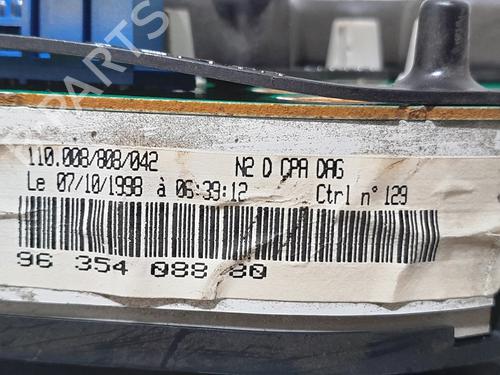 B-PARTS
110.008/808/042 N2 D CPA DAG
Le 07/10/1998 à 06:39:12 Ctrl n° 129
96 354 088 80